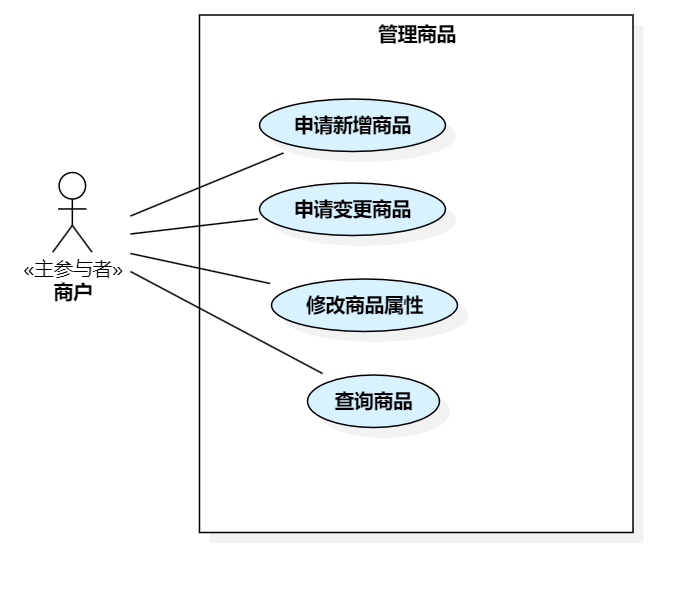 管理商品
申请新增商品
申请变更商品
«主参与者»
商户
修改商品属性
查询商品